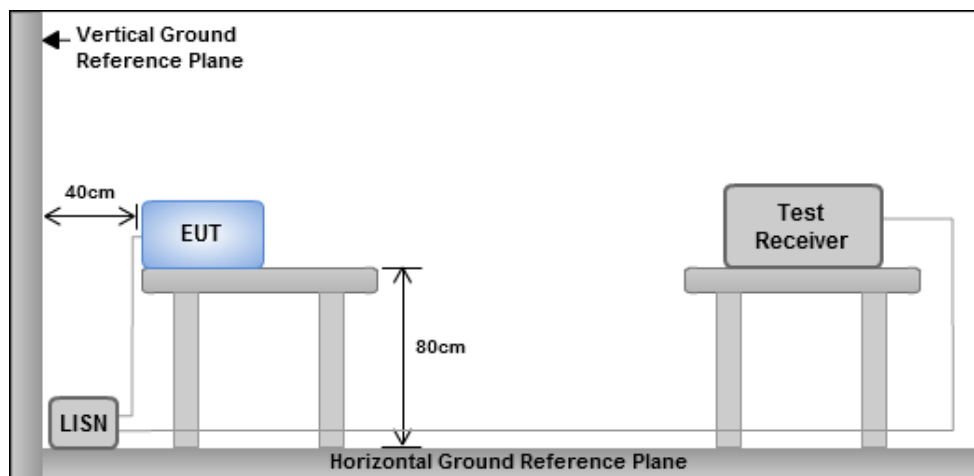 Vertical Ground
Reference Plane
40cm
EUT
Test
Receiver
80cm
LISN
Horizontal Ground Reference Plane